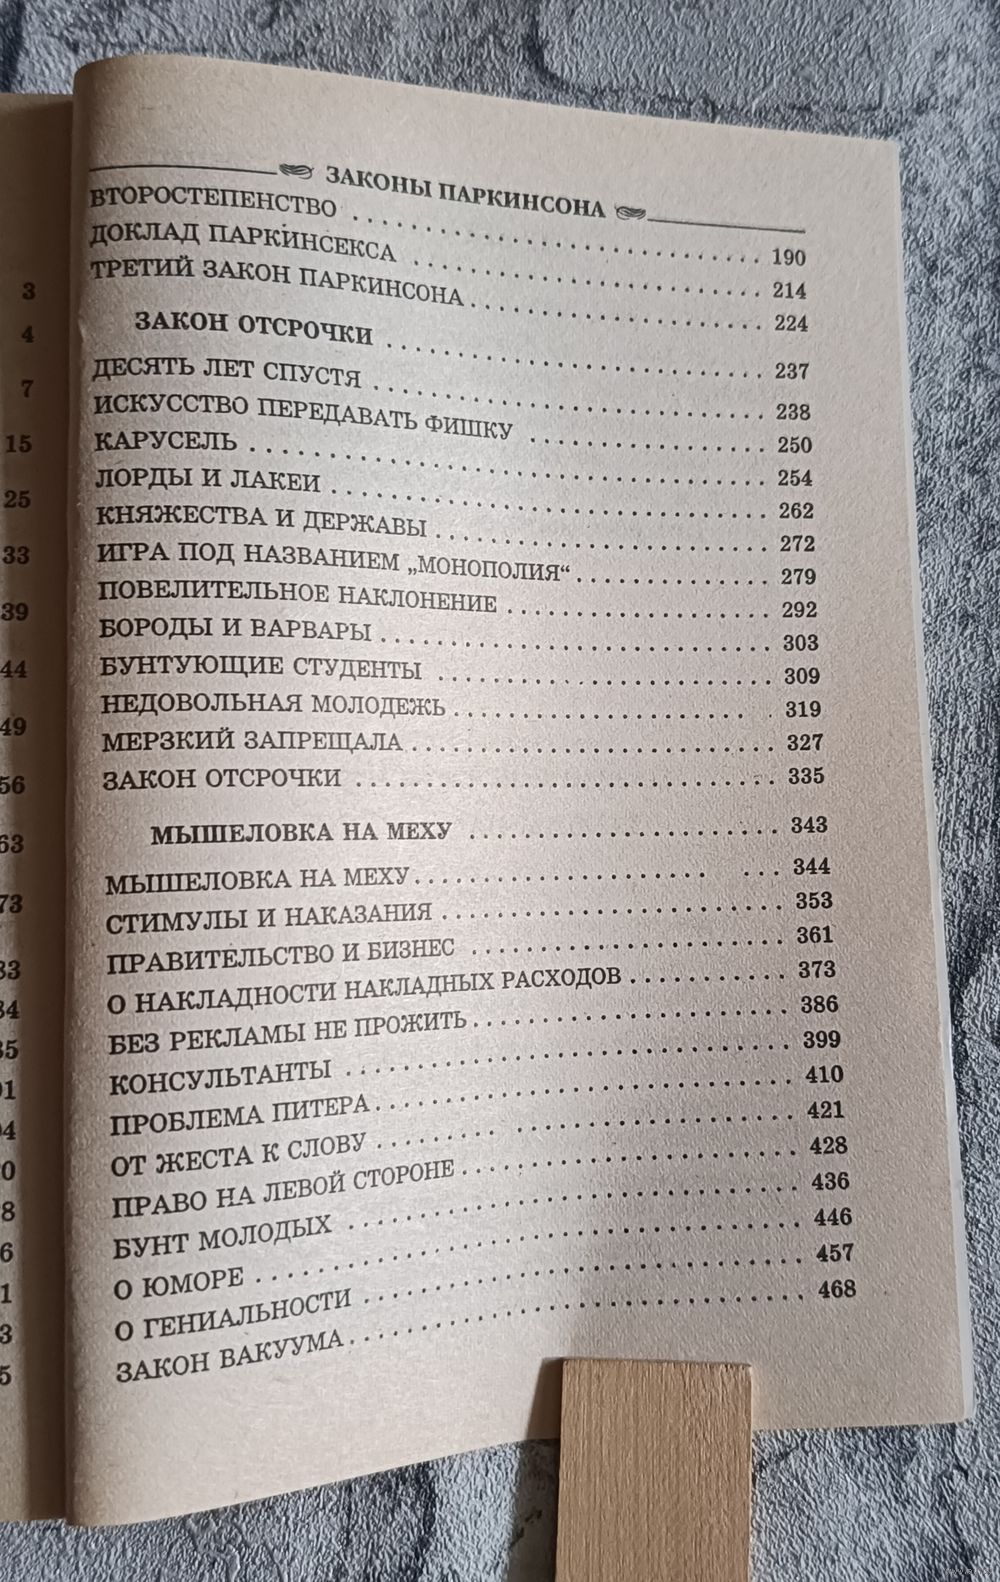 ЗАКОНЫ ПАРКИНСОНА
ВТОРОСТЕПЕНСТВО . . . . . . . . . . . . . . . . . . . . 190
ДОКЛАД ПАРКИНСЕКСА . . . . . . . . . . . . . . . . . . 214
ТРЕТИЙ ЗАКОН ПАРКИНСОНА . . . . . . . . . . . . . . . 224
ЗАКОН ОТСРОЧКИ . . . . . . . . . . . . . . . . . . . . 237
ДЕСЯТЬ ЛЕТ СПУСТЯ . . . . . . . . . . . . . . . . . . . 238
ИСКУССТВО ПЕРЕДАВАТЬ ФИШКУ . . . . . . . . . . . . . 250
КАРУСЕЛЬ . . . . . . . . . . . . . . . . . . . . . . . . 254
ЛОРДЫ И ЛАКЕИ . . . . . . . . . . . . . . . . . . . . . 262
КНЯЖЕСТВА И ДЕРЖАВЫ . . . . . . . . . . . . . . . . . 272
ИГРА ПОД НАЗВАНИЕМ „МОНОПОЛИЯ“ . . . . . . . . . . 279
ПОВЕЛИТЕЛЬНОЕ НАКЛОНЕНИЕ . . . . . . . . . . . . . . 292
БОРОДЫ И ВАРВАРЫ . . . . . . . . . . . . . . . . . . . 303
БУНТУЮЩИЕ СТУДЕНТЫ . . . . . . . . . . . . . . . . . 309
НЕДОВОЛЬНАЯ МОЛОДЕЖЬ . . . . . . . . . . . . . . . . 319
МЕРЗКИЙ ЗАПРЕЩАЛА . . . . . . . . . . . . . . . . . . 327
ЗАКОН ОТСРОЧКИ . . . . . . . . . . . . . . . . . . . . 335
МЫШЕЛОВКА НА МЕХУ . . . . . . . . . . . . . . . . . . 343
МЫШЕЛОВКА НА МЕХУ . . . . . . . . . . . . . . . . . . 344
СТИМУЛЫ И НАКАЗАНИЯ . . . . . . . . . . . . . . . . . 353
ПРАВИТЕЛЬСТВО И БИЗНЕС . . . . . . . . . . . . . . . . 361
О НАКЛАДНОСТИ НАКЛАДНЫХ РАСХОДОВ . . . . . . . . . 373
БЕЗ РЕКЛАМЫ НЕ ПРОЖИТЬ . . . . . . . . . . . . . . . . 386
КОНСУЛЬТАНТЫ . . . . . . . . . . . . . . . . . . . . . 399
ПРОБЛЕМА ПИТЕРА . . . . . . . . . . . . . . . . . . . . 410
ОТ ЖЕСТА К СЛОВУ . . . . . . . . . . . . . . . . . . . 421
ПРАВО НА ЛЕВОЙ СТОРОНЕ . . . . . . . . . . . . . . . . 428
БУНТ МОЛОДЫХ . . . . . . . . . . . . . . . . . . . . . 436
О ЮМОРЕ . . . . . . . . . . . . . . . . . . . . . . . . 446
О ГЕНИАЛЬНОСТИ . . . . . . . . . . . . . . . . . . . . 457
ЗАКОН ВАКУУМА . . . . . . . . . . . . . . . . . . . . . 468
3
4
7
15
25
33
39
44
49
56
63
73